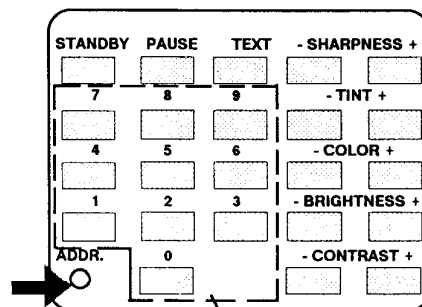 STANDBY PAUSE TEXT - SHARPNESS +
7 8 9 - TINT +
4 5 6 - COLOR +
1 2 3 - BRIGHTNESS +
ADDR. 0 - CONTRAST +